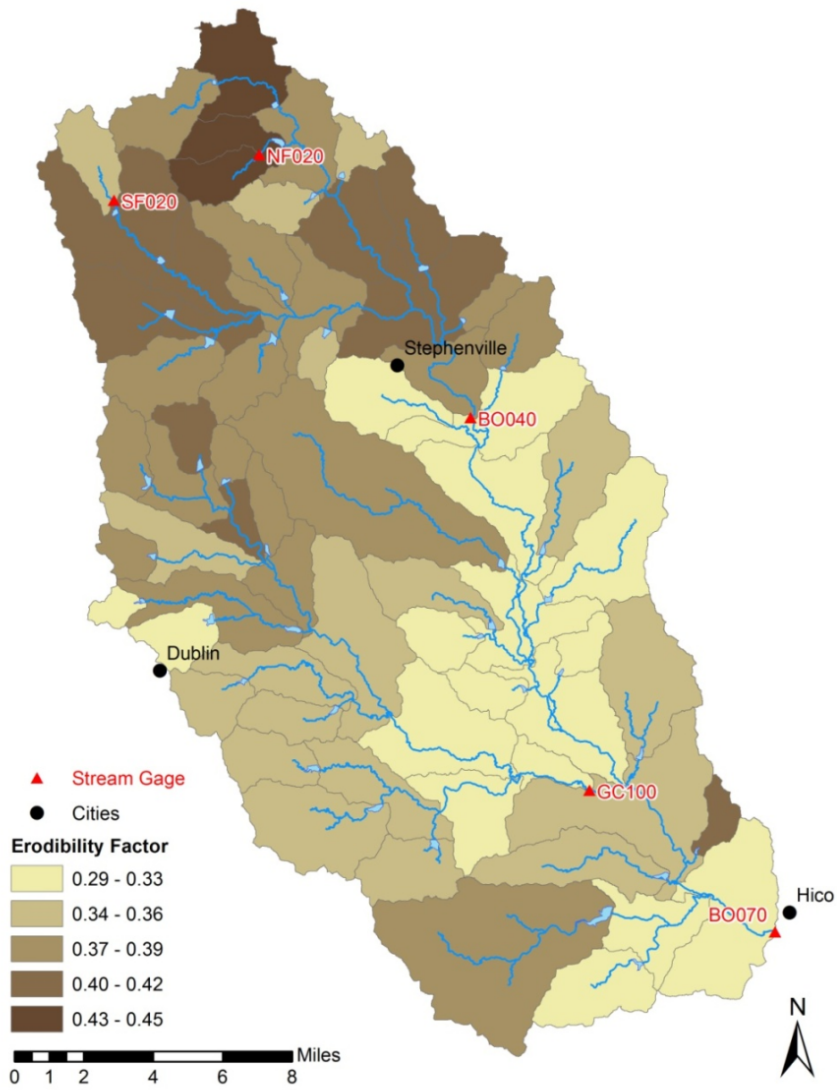 NF020
SF020
Stephenville
BO040
Dublin
Stream Gage
GC100
Cities
Erodibility Factor
0.29 - 0.33
0.34 - 0.36
Hico
BO070
0.37 - 0.39
0.40 - 0.42
N
0.43 - 0.45
Miles
0 1 2 4 6 8